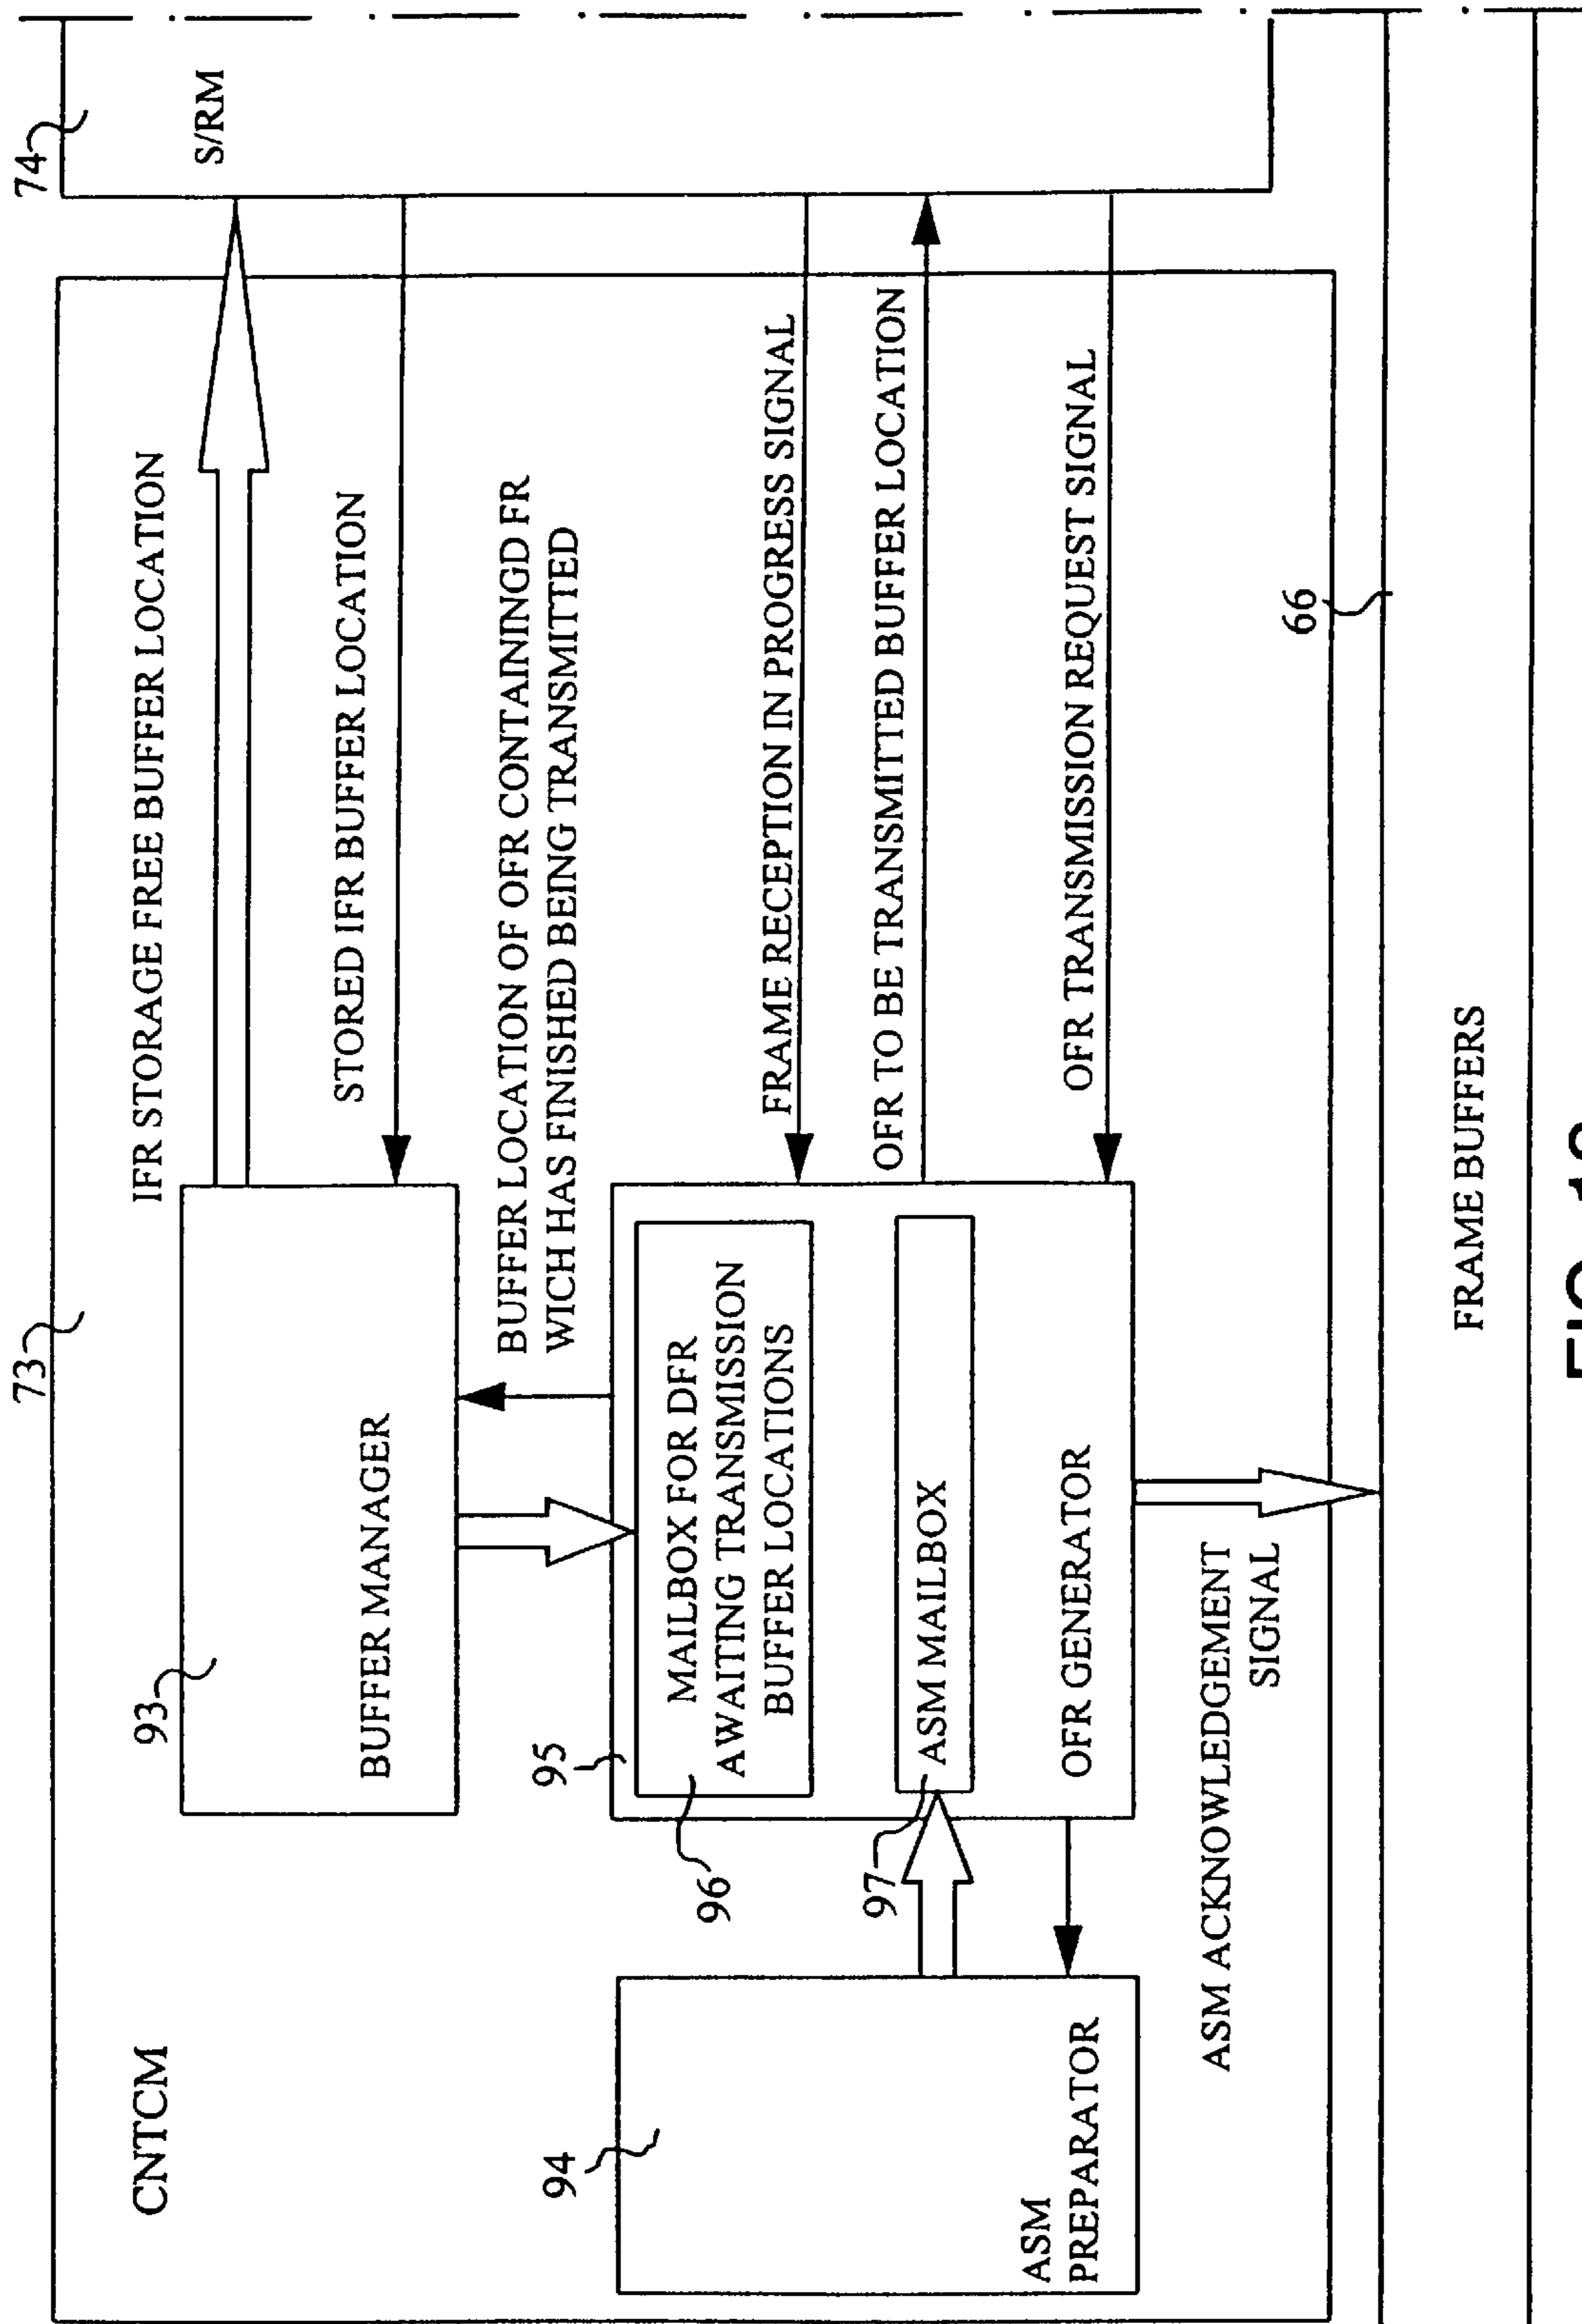 73
74
CNTCM
IFR STORAGE FREE BUFFER LOCATION
S/RM
93
BUFFER MANAGER
STORED IFR BUFFER LOCATION
BUFFER LOCATION OF OFR CONTAININGD FR
WICH HAS FINISHED BEING TRANSMITTED
94
95
96
MAILBOX FOR DFR
AWAITING TRANSMISSION
BUFFER LOCATIONS
FRAME RECEPTION IN PROGRESS SIGNAL
97
ASM MAILBOX
OFR TO BE TRANSMITTED BUFFER LOCATION
ASM
PREPARATOR
OFR GENERATOR
OFR TRANSMISSION REQUEST SIGNAL
ASM ACKNOWLEDGEMENT
SIGNAL
66
FRAME BUFFERS
FIG.